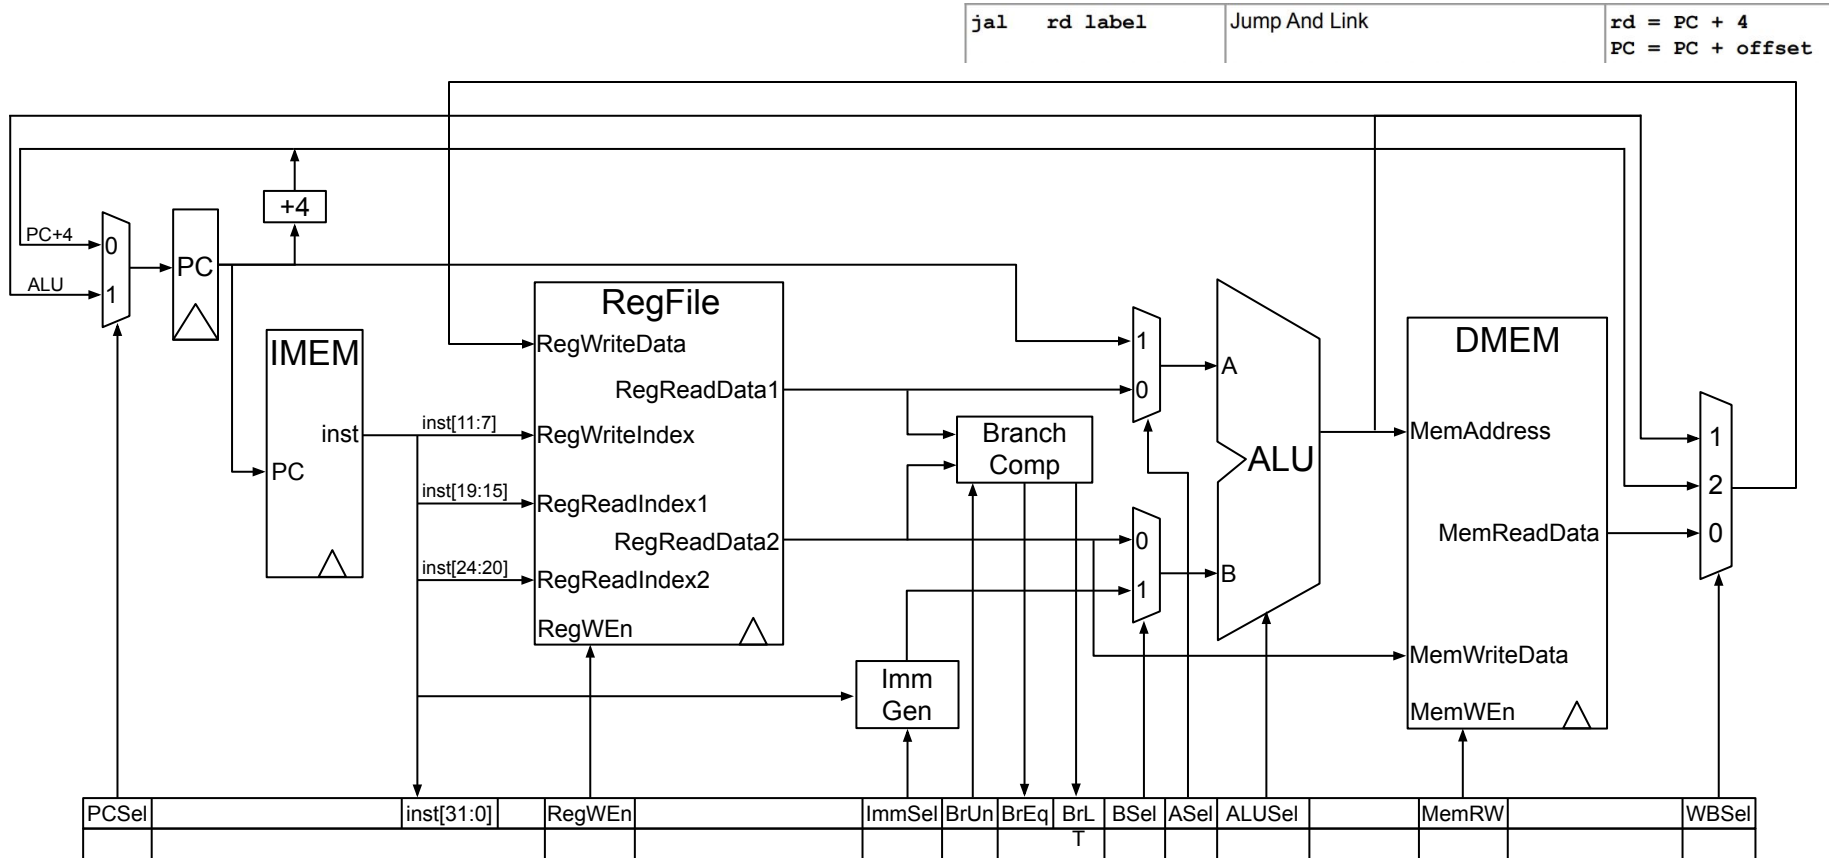 jal rd label Jump And Link rd = PC + 4
PC = PC + offset
+4
PC+4
0
ALU
1
PC
IMEM
inst
PC
inst[11:7]
inst[19:15]
inst[24:20]
RegFile
RegWriteData
RegReadData1
RegWriteIndex
RegReadIndex1
RegReadData2
RegReadIndex2
RegWEn
Branch
Comp
Imm
Gen
1
0
0
1
A
ALU
B
DMEM
MemAddress
MemReadData
MemWriteData
MemWEn
1
2
0
PCSel inst[31:0] RegWEn ImmSel BrUn BrEq BrL BSel ASel ALUSel MemRW WBSel
T